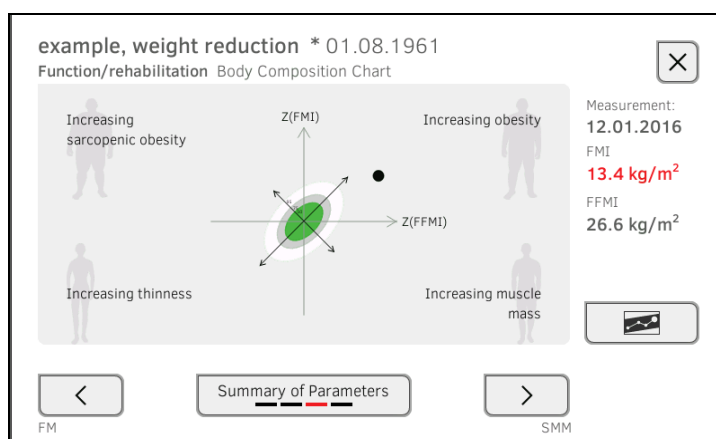 example, weight reduction * 01.08.1961
Function/rehabilitation Body Composition Chart
Increasing
sarcopenic obesity
Z(FMI)
Increasing obesity
Z(FFMI)
Increasing thinness
Increasing muscle
mass
Measurement:
12.01.2016
FMI
13.4 kg/m²
FFMI
26.6 kg/m²
Summary of Parameters
FM
SMM